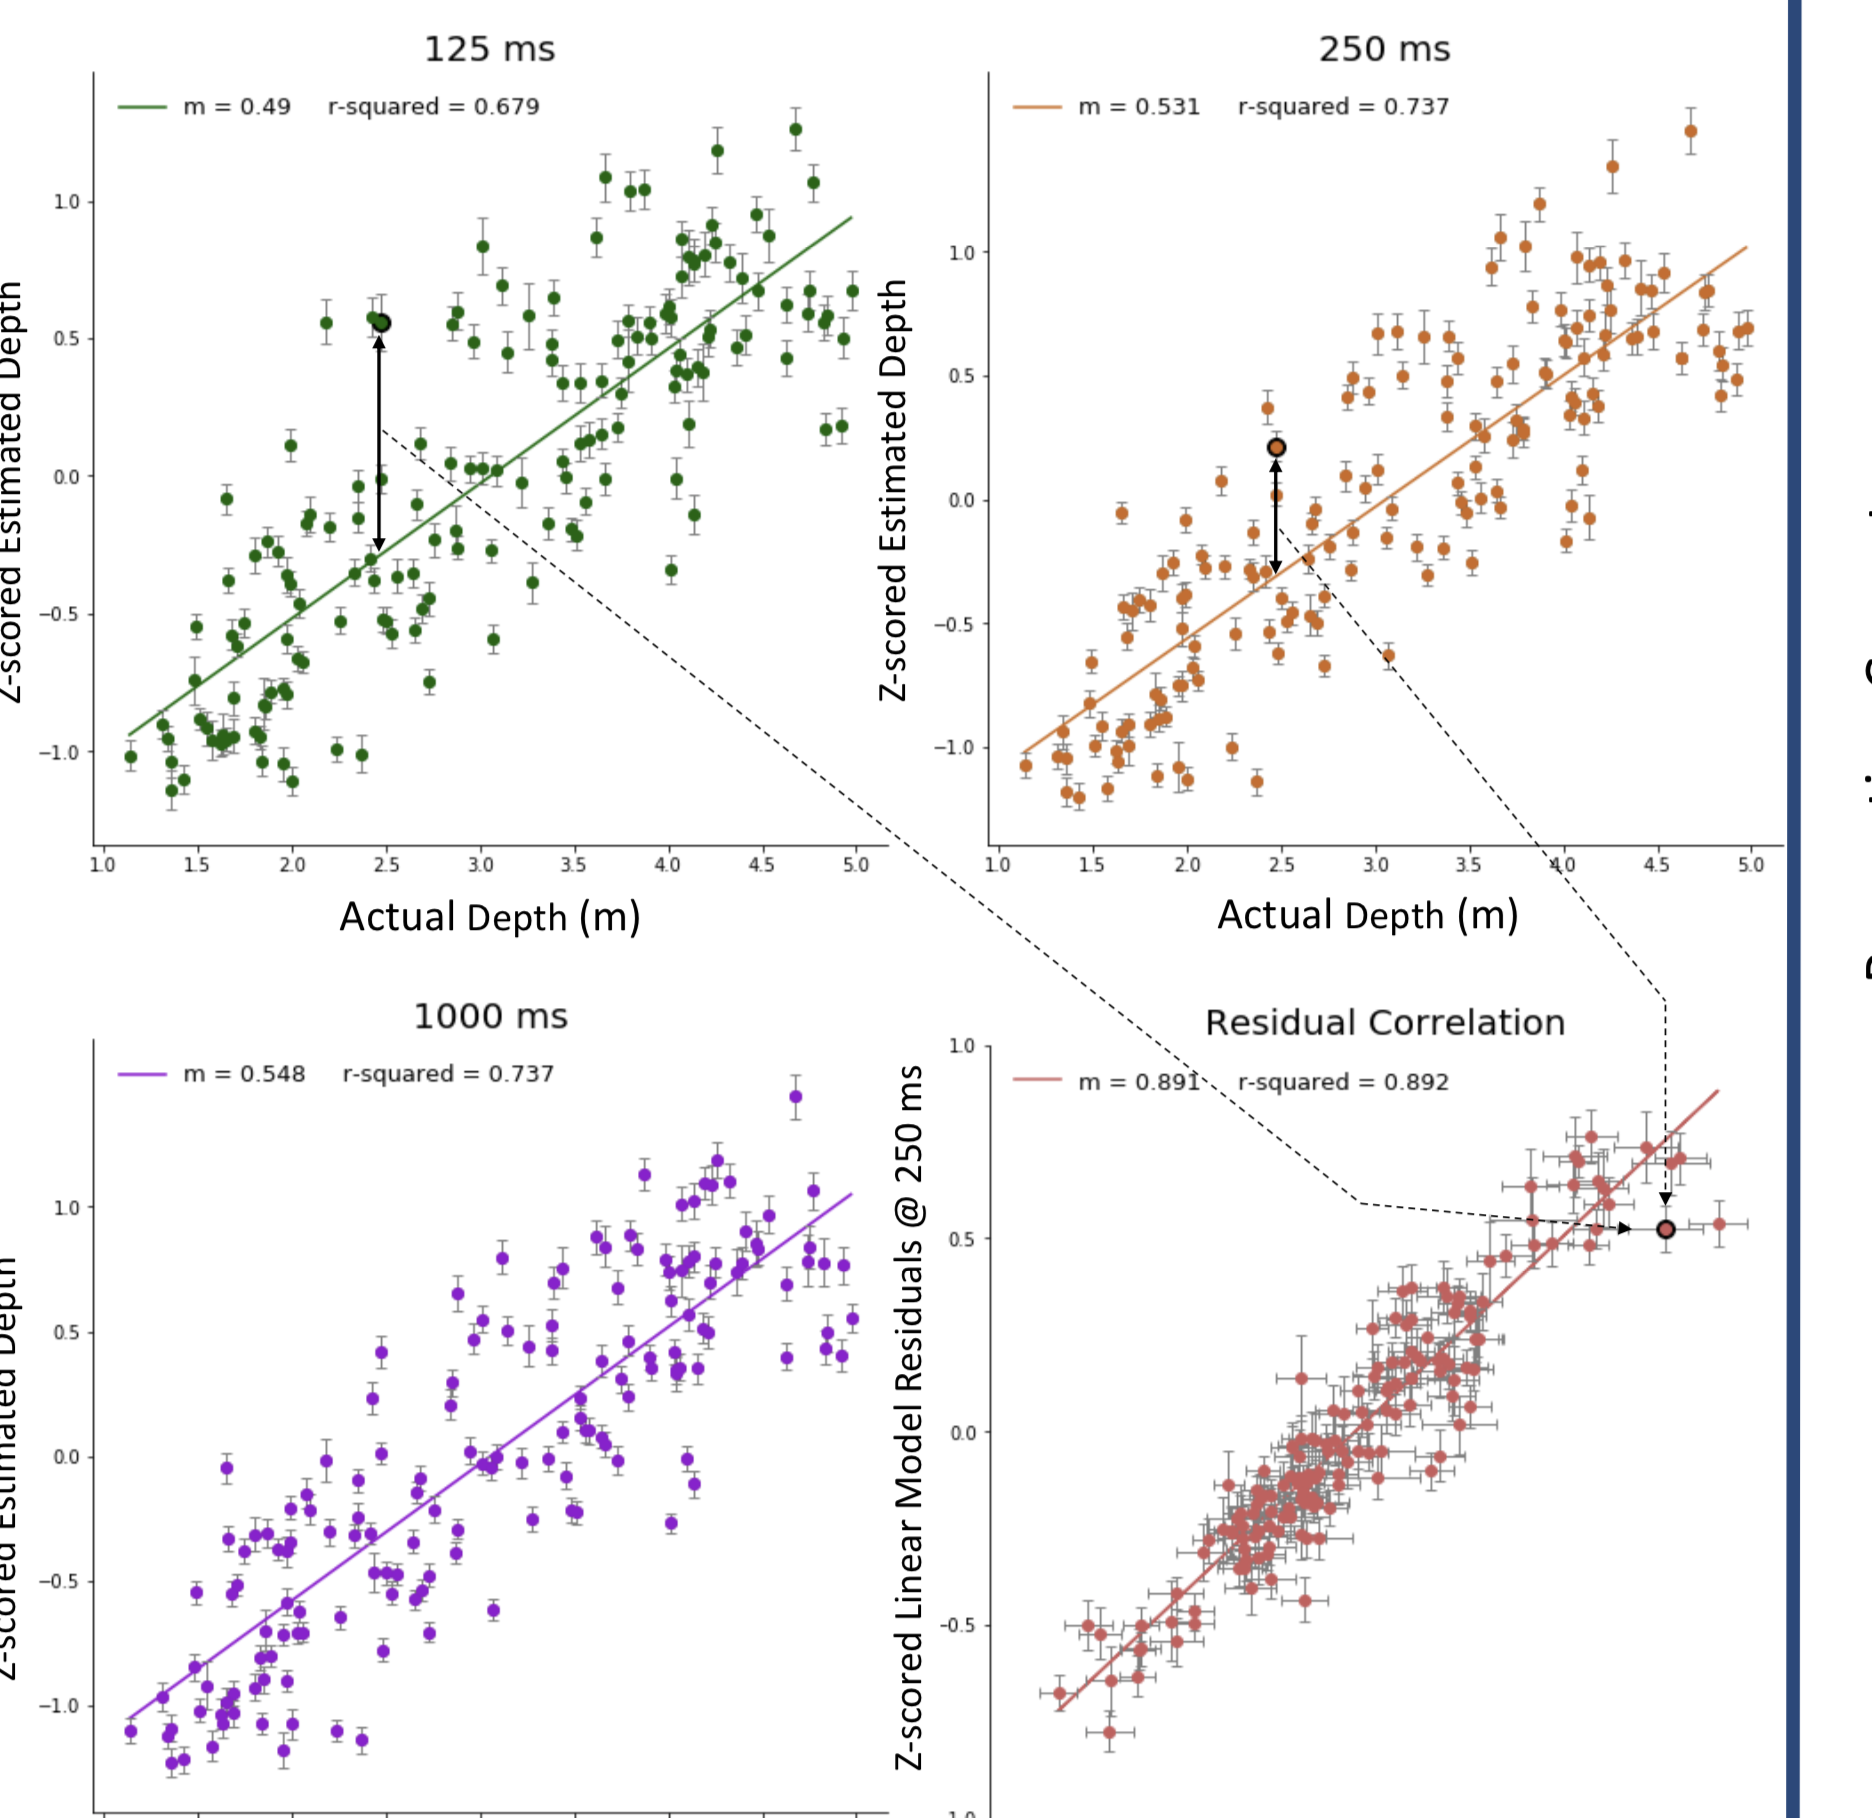 125 ms
m = 0.49 r-squared = 0.679
1.0
0.5
0.0
−0.5
−1.0
Z-scored Estimated Depth
1.0 1.5 2.0 2.5 3.0 3.5 4.0 4.5 5.0
Actual Depth (m)
250 ms
m = 0.531 r-squared = 0.737
1.0
0.5
0.0
−0.5
−1.0
Z-scored Estimated Depth
1.0 1.5 2.0 2.5 3.0 3.5 4.0 4.5 5.0
Actual Depth (m)
1000 ms
m = 0.548 r-squared = 0.737
1.0
0.5
0.0
−0.5
−1.0
Z-scored Estimated Depth
Residual Correlation
m = 0.891 r-squared = 0.892
1.0
0.5
0.0
−0.5
Z-scored Linear Model Residuals @ 250 ms